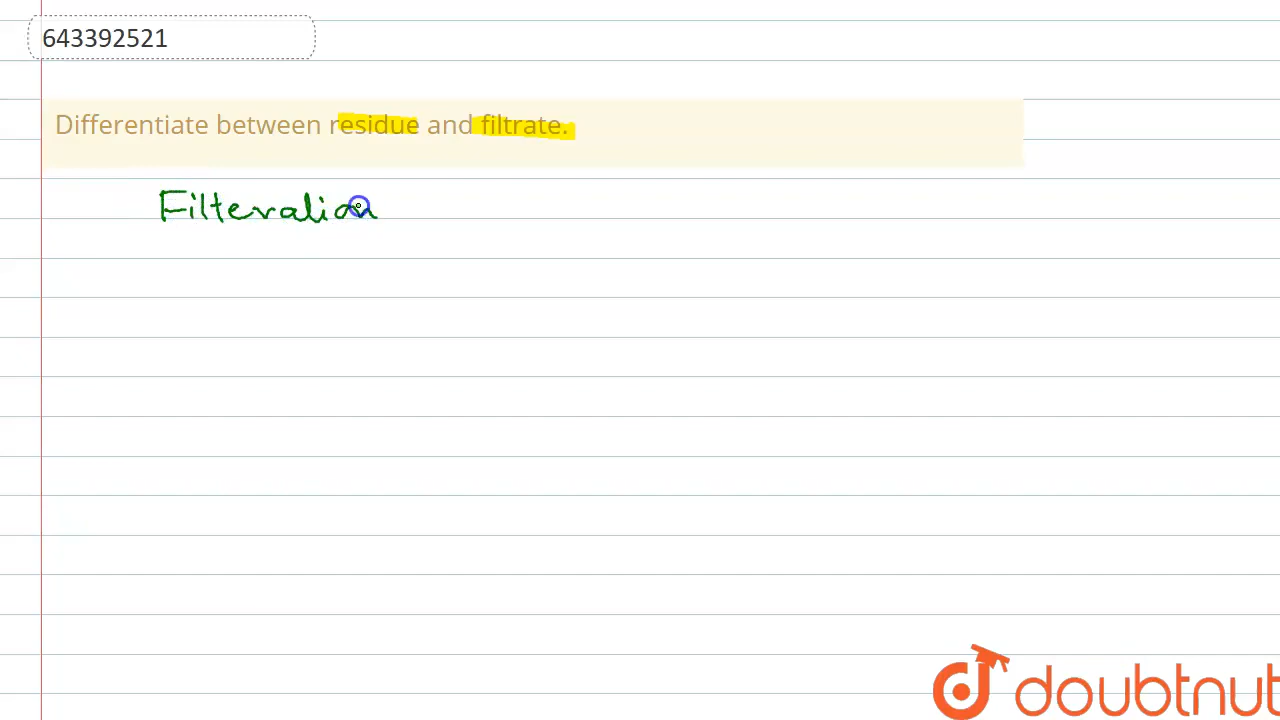 643392521
Differentiate between residue and filtrate.
Filteralion
doubtnut